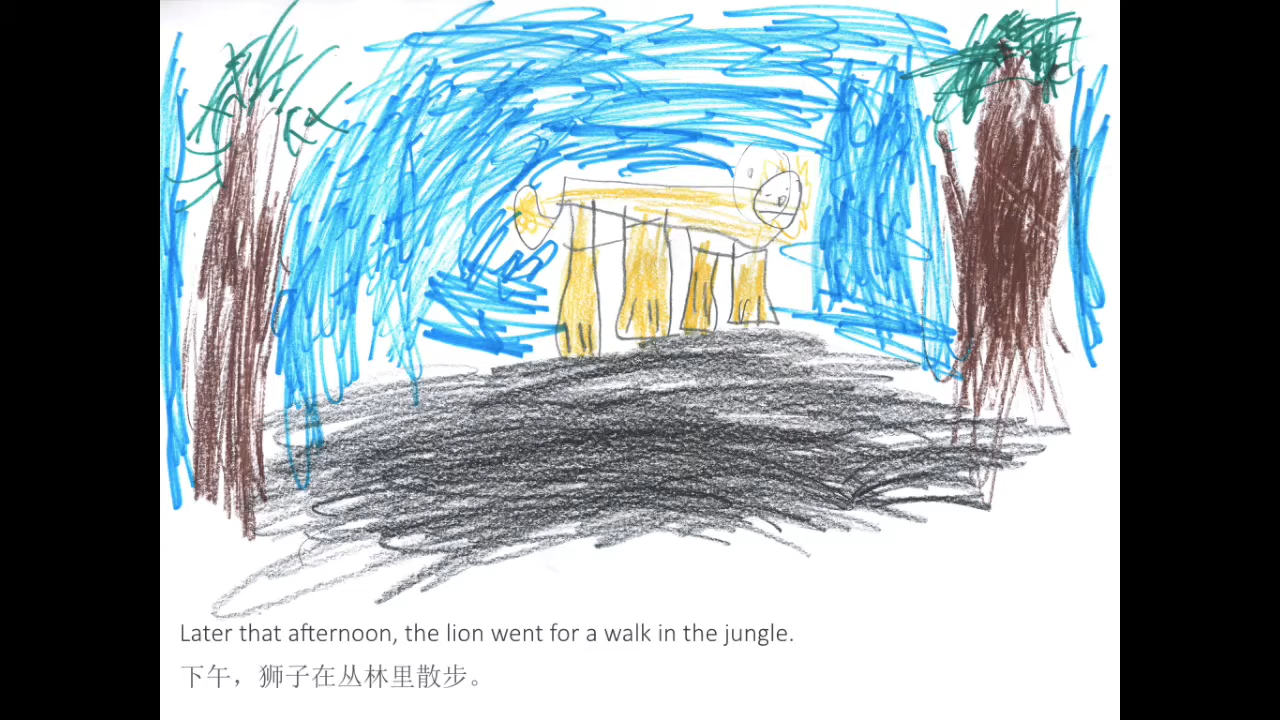 Later that afternoon, the lion went for a walk in the jungle.
下午，狮子在丛林里散步。